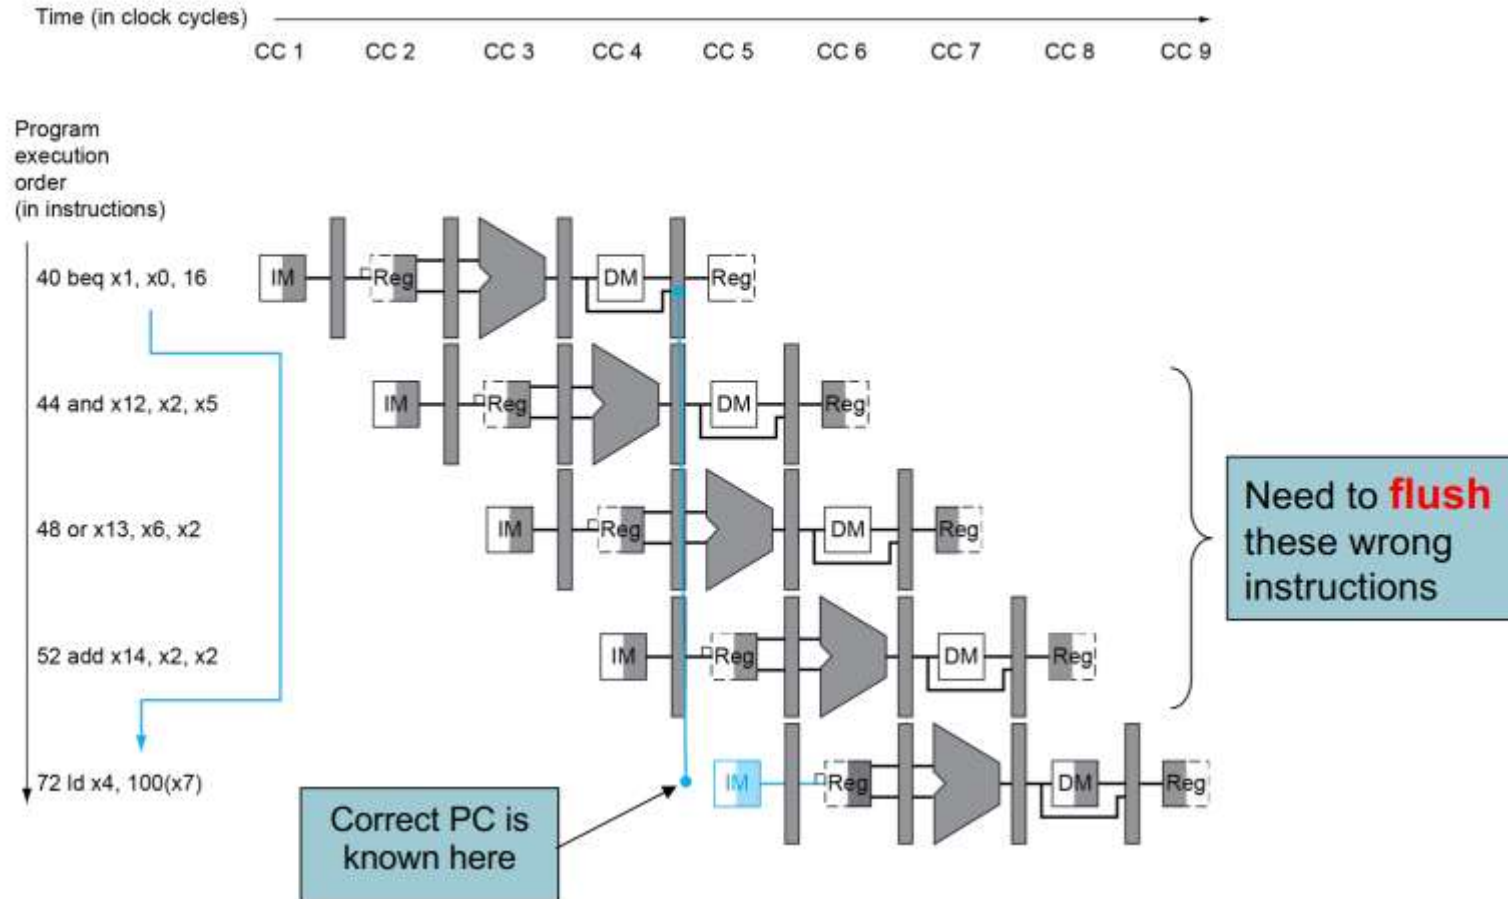 Time (in clock cycles)
CC 1 CC 2 CC 3 CC 4 CC 5 CC 6 CC 7 CC 8 CC 9
Program
execution
order
(in instructions)
40 beq x1, x0, 16
IM Reg DM Reg
44 and x12, x2, x5
IM Reg DM Reg
48 or x13, x6, x2
IM Reg DM Reg
52 add x14, x2, x2
IM Reg DM Reg
72 ld x4, 100(x7)
IM Reg DM Reg
Need to flush
these wrong
instructions
Correct PC is
known here